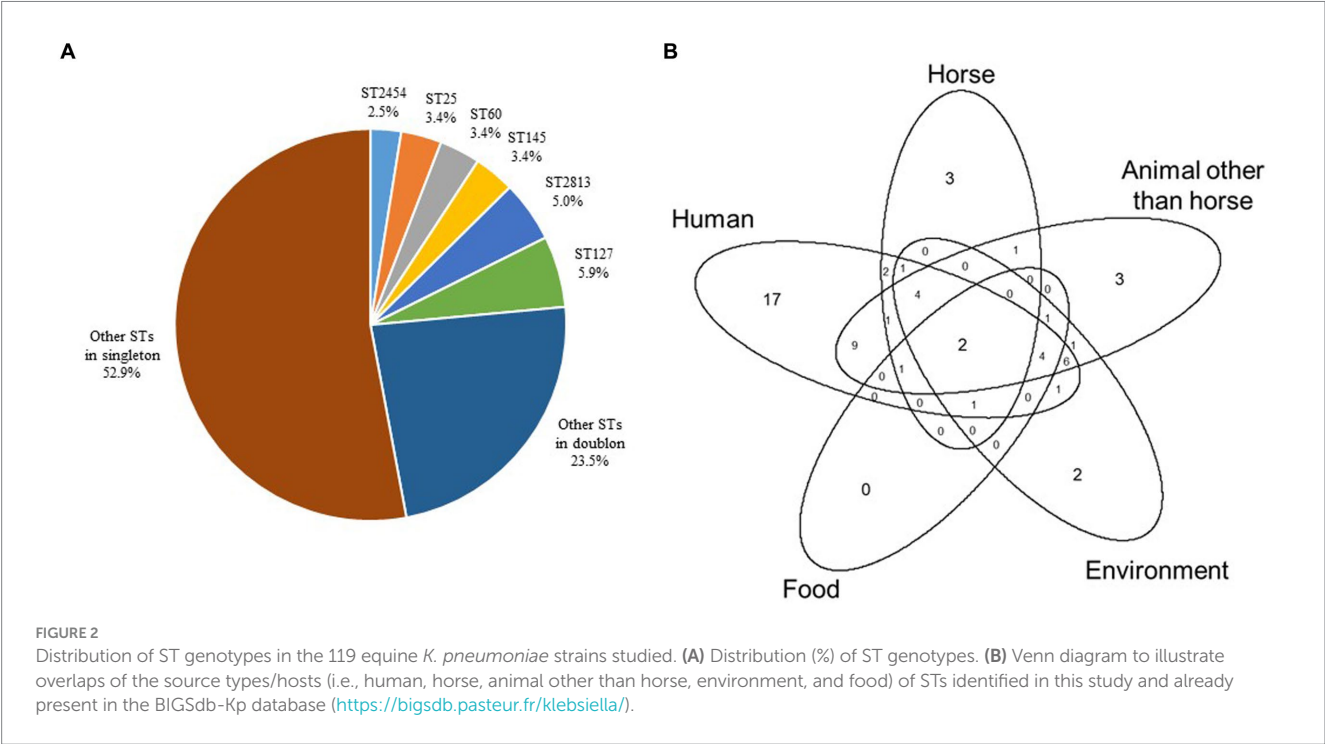 A
ST2454
2.5%
ST25
3.4%
ST60
3.4%
ST145
3.4%
ST2813
5.0%
ST127
5.9%
Other STs
in doublon
23.5%
Other STs
in singleton
52.9%
B
Horse
Animal other
than horse
Human
Environment
Food
3
1
0
0
2
1
4
0
0
0
17
3
1
1
9
2
4
1
6
0
1
0
0
1
0
1
0
0
0
0
2
FIGURE 2
Distribution of ST genotypes in the 119 equine K. pneumoniae strains studied. (A) Distribution (%) of ST genotypes. (B) Venn diagram to illustrate
overlaps of the source types/hosts (i.e., human, horse, animal other than horse, environment, and food) of STs identified in this study and already
present in the BIGSdb-Kp database (https://bigsdb.pasteur.fr/klebsiella/).